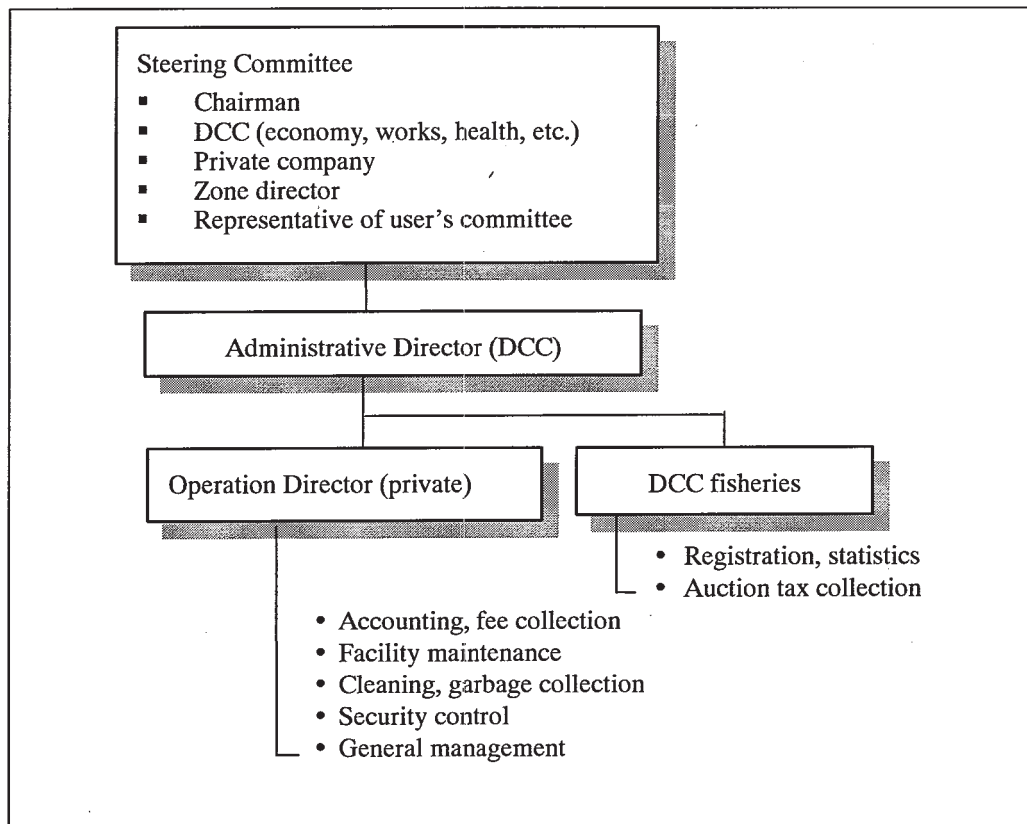 Steering Committee
▪ Chairman
▪ DCC (economy, works, health, etc.)
▪ Private company
▪ Zone director
▪ Representative of user's committee
Administrative Director (DCC)
Operation Director (private)
DCC fisheries
• Registration, statistics
• Auction tax collection
• Accounting, fee collection
• Facility maintenance
• Cleaning, garbage collection
• Security control
• General management